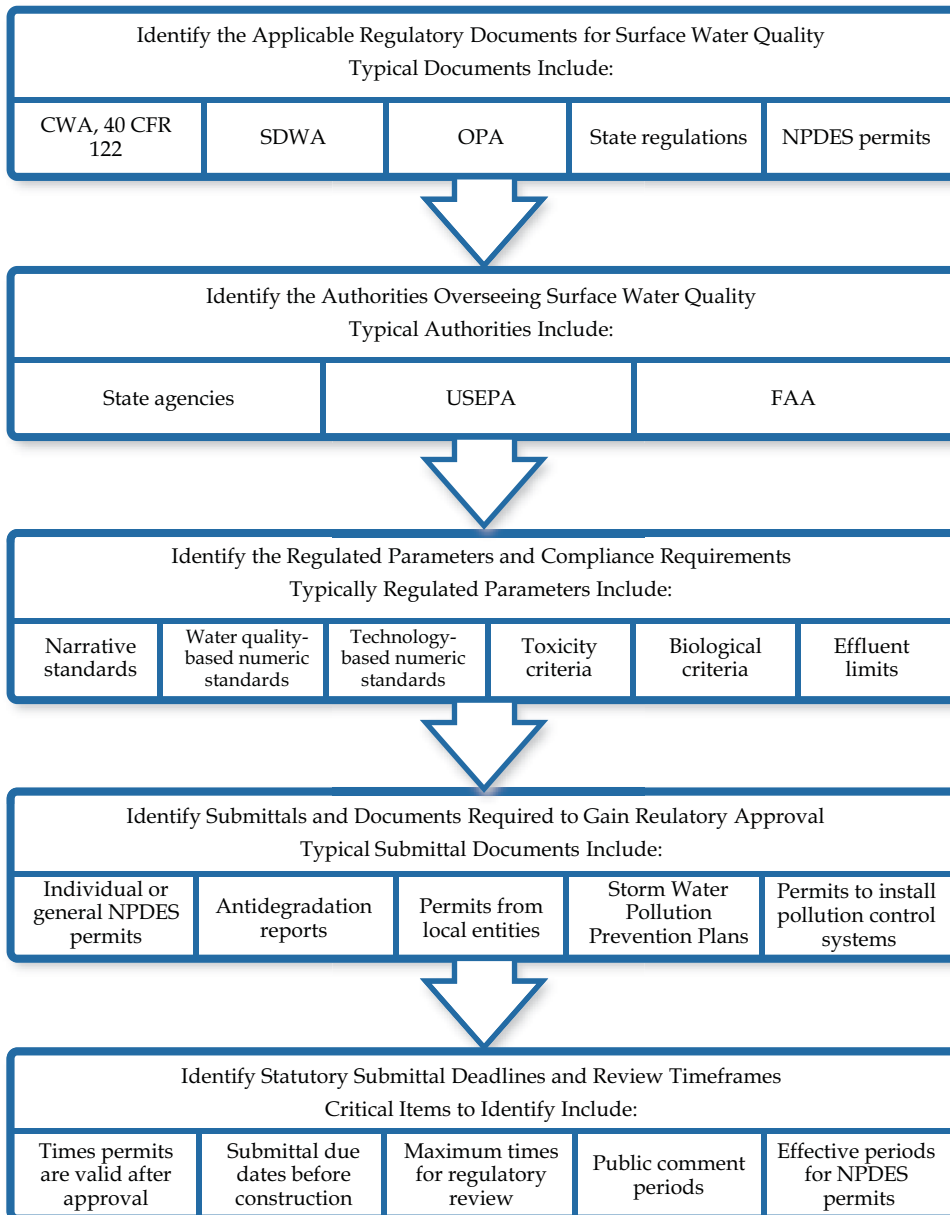 Identify the Applicable Regulatory Documents for Surface Water Quality
Typical Documents Include:
CWA, 40 CFR
122
SDWA
OPA
State regulations
NPDES permits
Identify the Authorities Overseeing Surface Water Quality
Typical Authorities Include:
State agencies
USEPA
FAA
Identify the Regulated Parameters and Compliance Requirements
Typically Regulated Parameters Include:
Narrative
standards
Water quality-
based numeric
standards
Technology-
based numeric
standards
Toxicity
criteria
Biological
criteria
Effluent
limits
Identify Submittals and Documents Required to Gain Reulatory Approval
Typical Submittal Documents Include:
Individual or
general NPDES
permits
Antidegradation
reports
Permits from
local entities
Storm Water
Pollution
Prevention Plans
Permits to install
pollution control
systems
Identify Statutory Submittal Deadlines and Review Timeframes
Critical Items to Identify Include:
Times permits
are valid after
approval
Submittal due
dates before
construction
Maximum times
for regulatory
review
Public comment
periods
Effective periods
for NPDES
permits